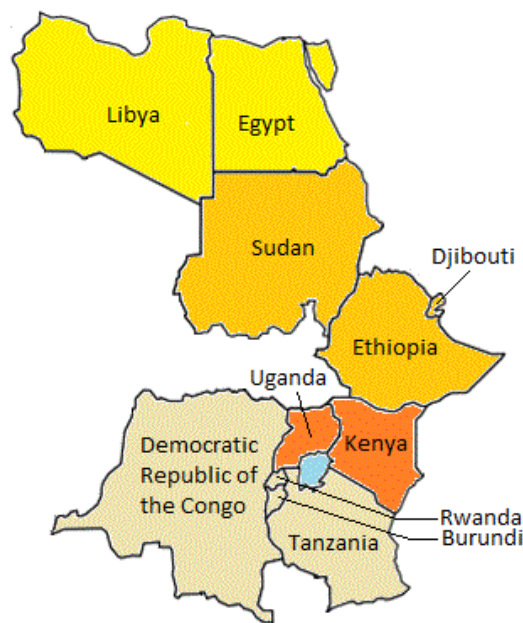 Libya
Egypt
Sudan
Djibouti
Ethiopia
Uganda
Democratic
Republic of
the Congo
Kenya
Rwanda
Burundi
Tanzania